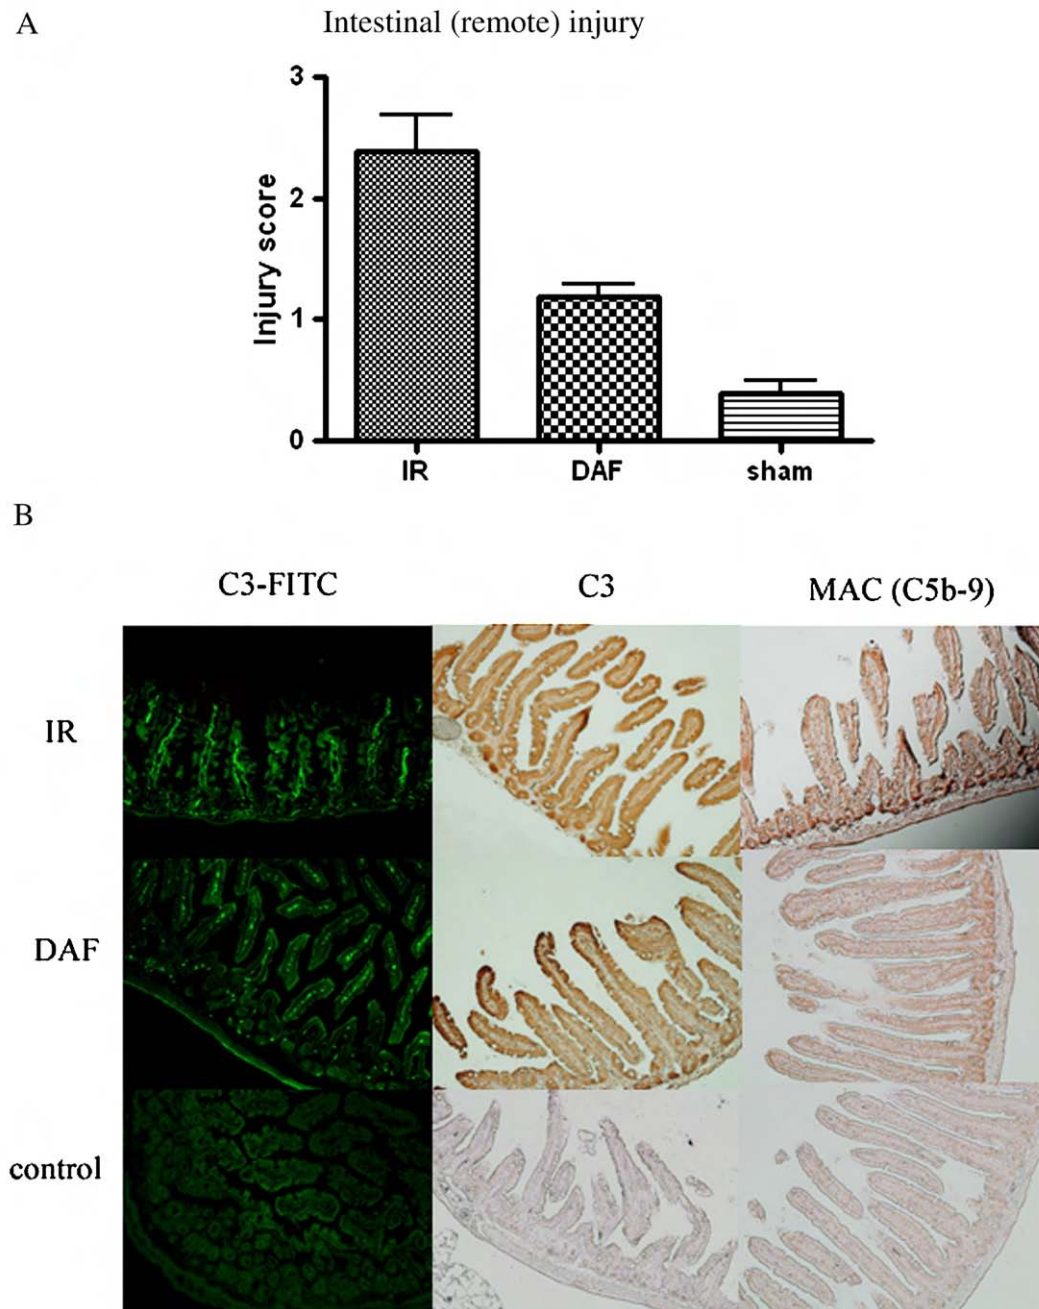 A
Intestinal (remote) injury
3
2
1
0
Injury score
IR
DAF
sham
B
C3-FITC
C3
MAC (C5b-9)
IR
DAF
control